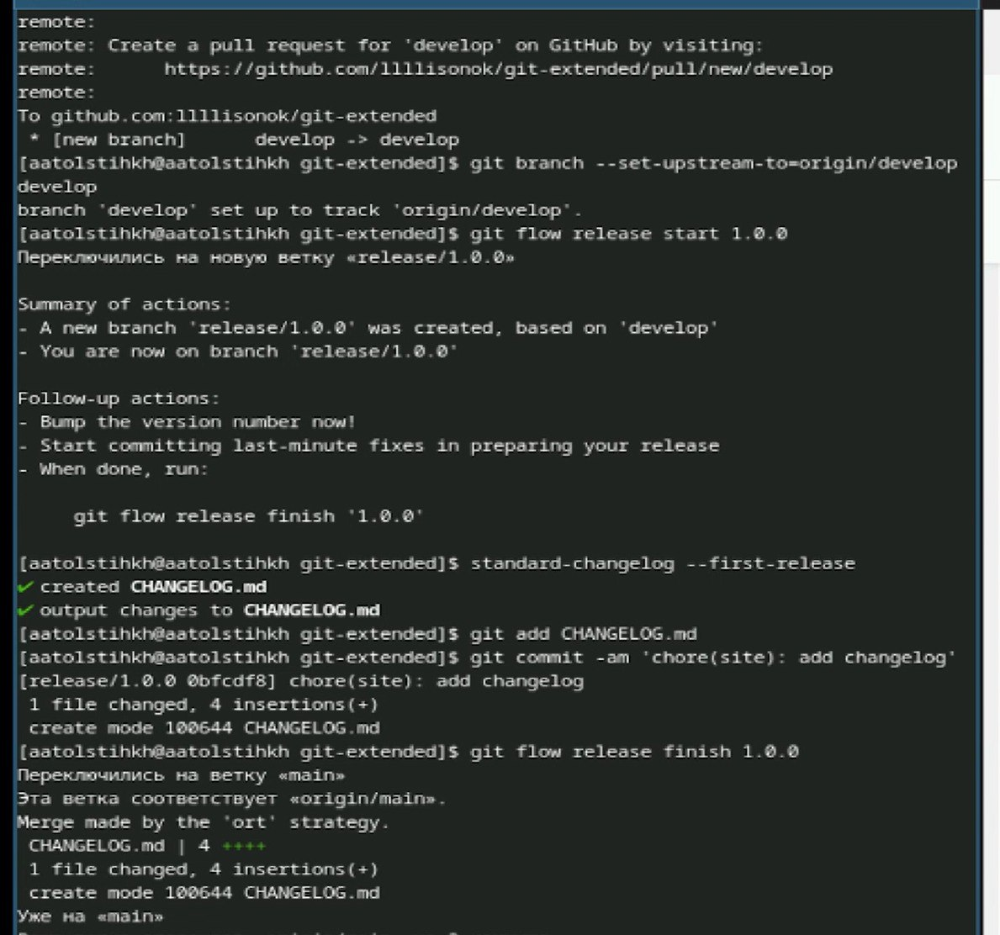 remote:
remote: Create a pull request for 'develop' on GitHub by visiting:
remote:      https://github.com/lllllisonok/git-extended/pull/new/develop
remote:
To github.com:lllllisonok/git-extended
 * [new branch]      develop -> develop
[aatolstihkh@aatolstihkh git-extended]$ git branch --set-upstream-to=origin/develop
develop
branch 'develop' set up to track 'origin/develop'.
[aatolstihkh@aatolstihkh git-extended]$ git flow release start 1.0.0
Переключились на новую ветку «release/1.0.0»

Summary of actions:
- A new branch 'release/1.0.0' was created, based on 'develop'
- You are now on branch 'release/1.0.0'

Follow-up actions:
- Bump the version number now!
- Start committing last-minute fixes in preparing your release
- When done, run:

     git flow release finish '1.0.0'

[aatolstihkh@aatolstihkh git-extended]$ standard-changelog --first-release
✔ created CHANGELOG.md
✔ output changes to CHANGELOG.md
[aatolstihkh@aatolstihkh git-extended]$ git add CHANGELOG.md
[aatolstihkh@aatolstihkh git-extended]$ git commit -am 'chore(site): add changelog'
[release/1.0.0 0bfcdf8] chore(site): add changelog
 1 file changed, 4 insertions(+)
 create mode 100644 CHANGELOG.md
[aatolstihkh@aatolstihkh git-extended]$ git flow release finish 1.0.0
Переключились на ветку «main»
Эта ветка соответствует «origin/main».
Merge made by the 'ort' strategy.
 CHANGELOG.md | 4 ++++
 1 file changed, 4 insertions(+)
 create mode 100644 CHANGELOG.md
Уже на «main»